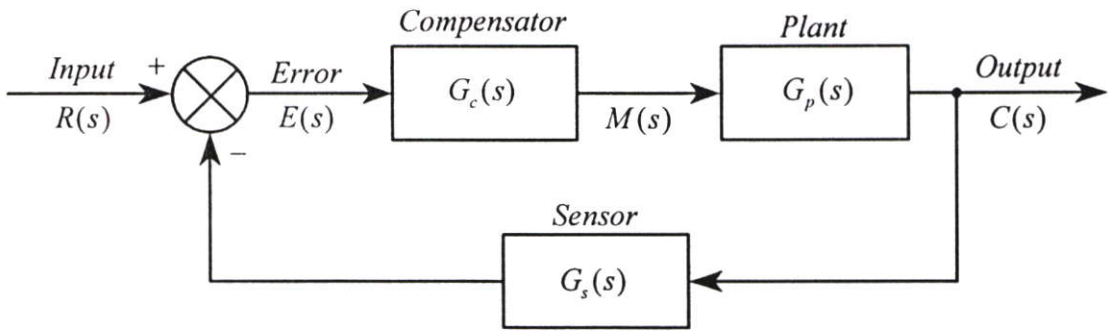 Compensator
Plant
Input
+
Error
G_c(s)
G_p(s)
Output
R(s)
E(s)
M(s)
C(s)
−
Sensor
G_s(s)